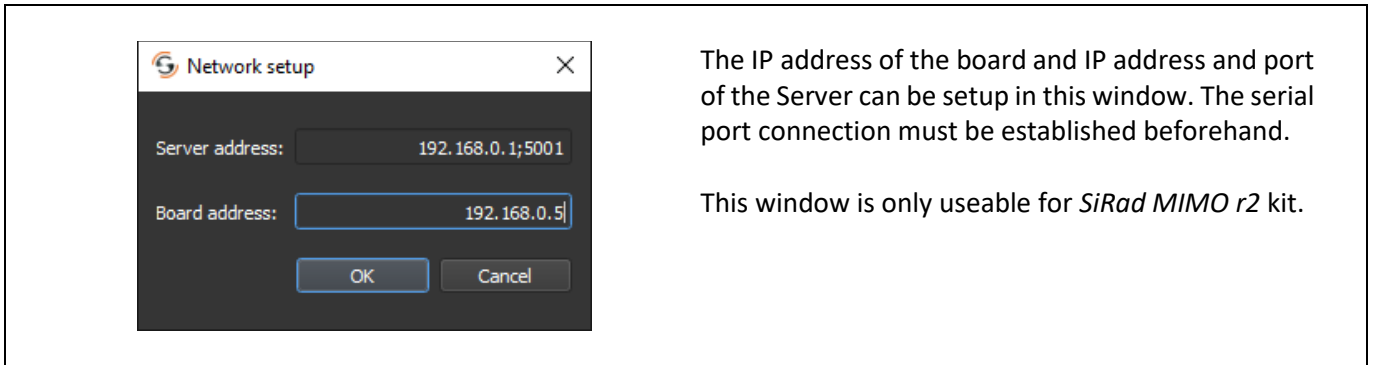 Network setup
Server address: 192.168.0.1;5001
Board address: 192.168.0.5
OK Cancel
The IP address of the board and IP address and port
of the Server can be setup in this window. The serial
port connection must be established beforehand.
This window is only useable for SiRad MIMO r2 kit.